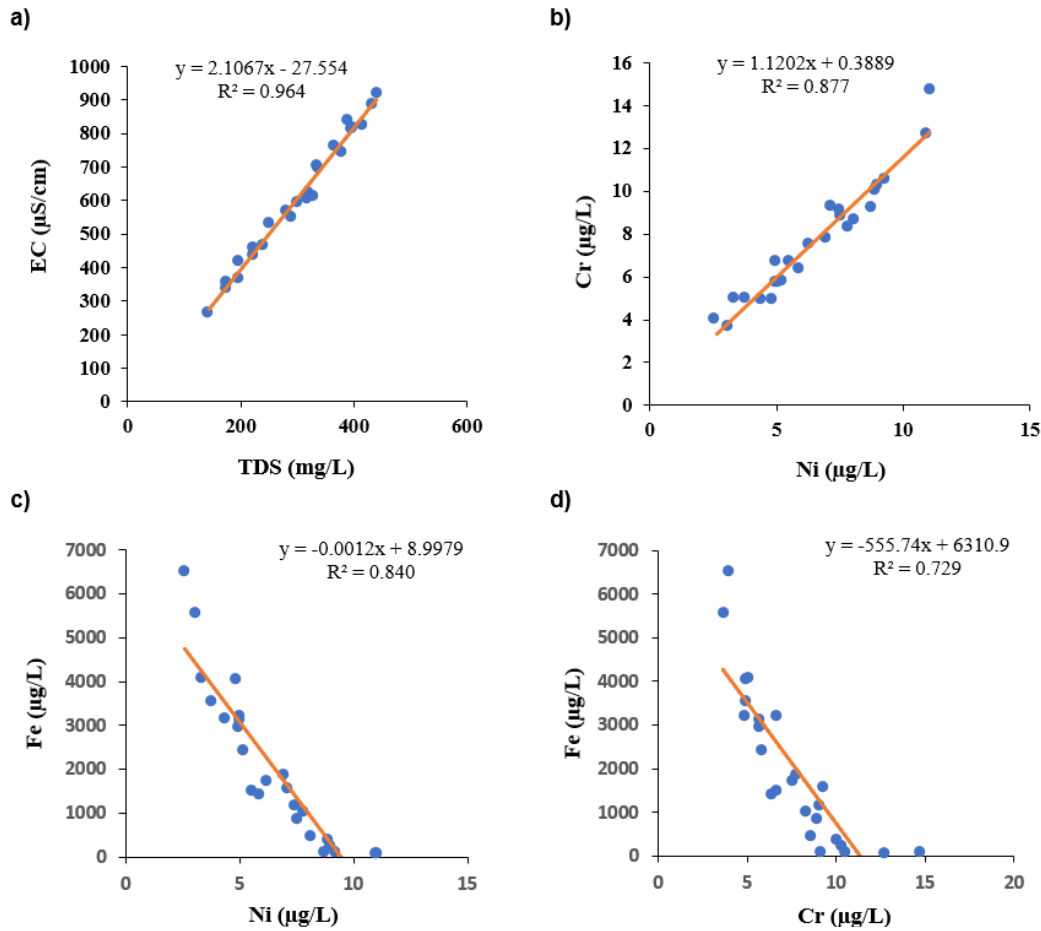 a)
y = 2.1067x - 27.554
R² = 0.964
1000
900
800
700
600
500
400
300
200
100
0
EC (µS/cm)
0 200 400 600
TDS (mg/L)
b)
y = 1.1202x + 0.3889
R² = 0.877
16
14
12
10
8
6
4
2
0
Cr (µg/L)
0 5 10 15
Ni (µg/L)
c)
y = -0.0012x + 8.9979
R² = 0.840
7000
6000
5000
4000
3000
2000
1000
0
Fe (µg/L)
0 5 10 15
Ni (µg/L)
d)
y = -555.74x + 6310.9
R² = 0.729
7000
6000
5000
4000
3000
2000
1000
0
Fe (µg/L)
0 5 10 15 20
Cr (µg/L)